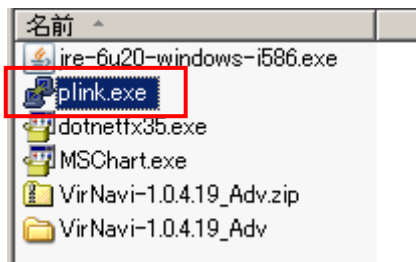 名前
jre-6u20-windows-i586.exe
plink.exe
dotnetfx35.exe
MSChart.exe
VirNavi-1.0.4.19_Adv.zip
VirNavi-1.0.4.19_Adv